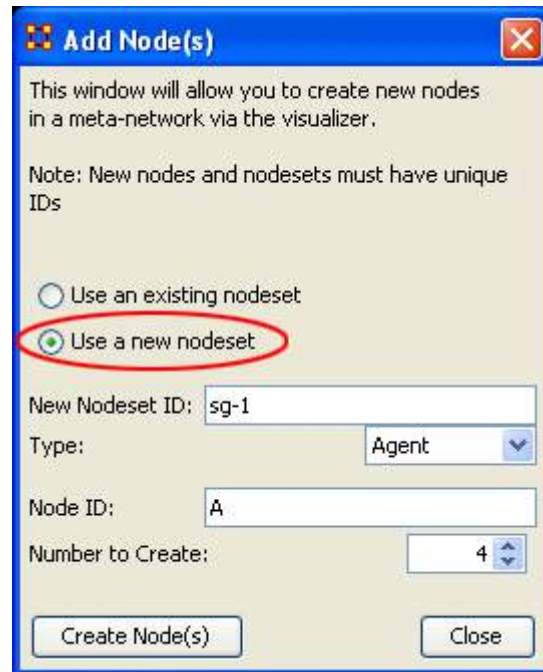 Add Node(s)
This window will allow you to create new nodes
in a meta-network via the visualizer.
Note: New nodes and nodesets must have unique
IDs
Use an existing nodeset
Use a new nodeset
New Nodeset ID: sg-1
Type: Agent
Node ID: A
Number to Create: 4
Create Node(s) Close